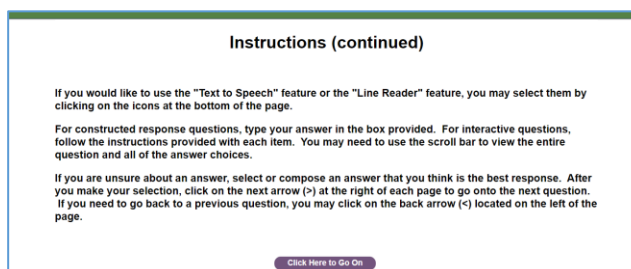 Instructions (continued)
If you would like to use the "Text to Speech" feature or the "Line Reader" feature, you may select them by
clicking on the icons at the bottom of the page.
For constructed response questions, type your answer in the box provided.  For interactive questions,
follow the instructions provided with each item.  You may need to use the scroll bar to view the entire
question and all of the answer choices.
If you are unsure about an answer, select or compose an answer that you think is the best response.  After
you make your selection, click on the next arrow (>) at the right of each page to go onto the next question.
If you need to go back to a previous question, you may click on the back arrow (<) located on the left of the
page.
Click Here to Go On